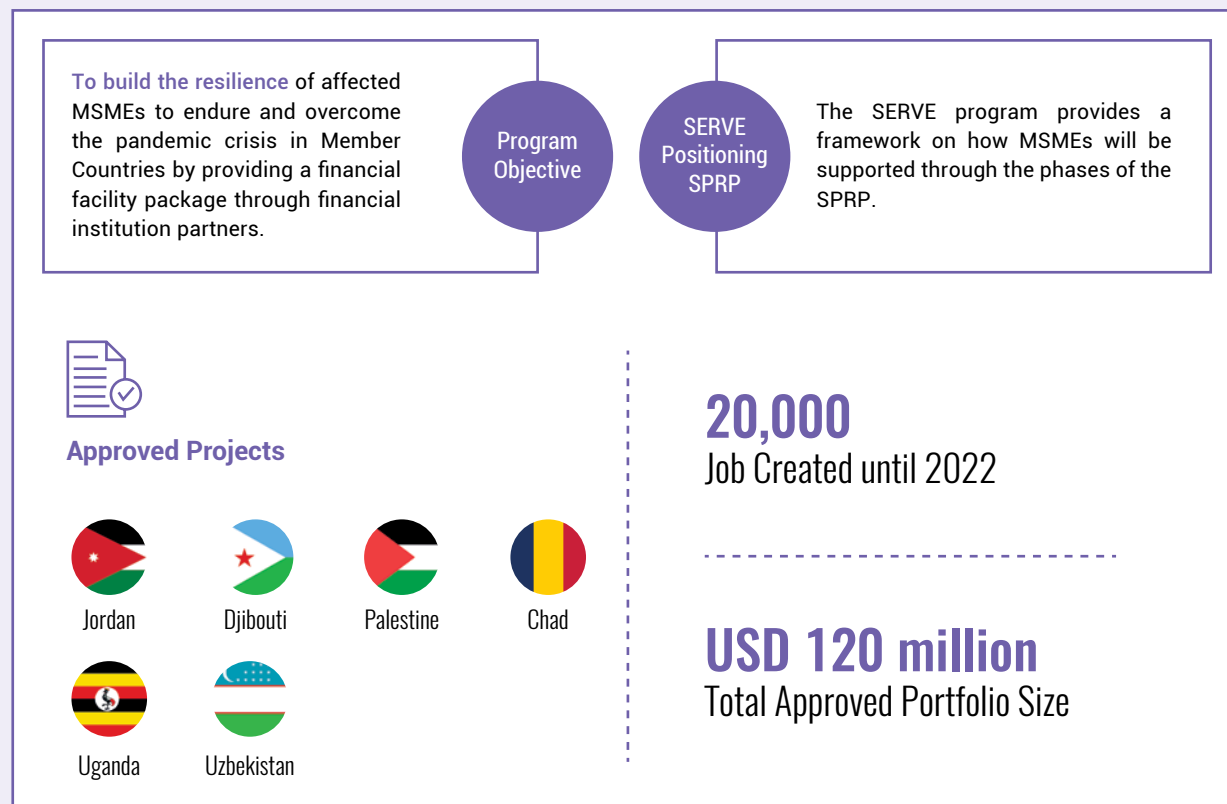 To build the resilience of affected
MSMEs to endure and overcome
the pandemic crisis in Member
Countries by providing a financial
facility package through financial
institution partners.
Program
Objective
SERVE
Positioning
SPRP
The SERVE program provides a
framework on how MSMEs will be
supported through the phases of the
SPRP.
Approved Projects
Jordan
Djibouti
Palestine
Chad
Uganda
Uzbekistan
20,000
Job Created until 2022
USD 120 million
Total Approved Portfolio Size